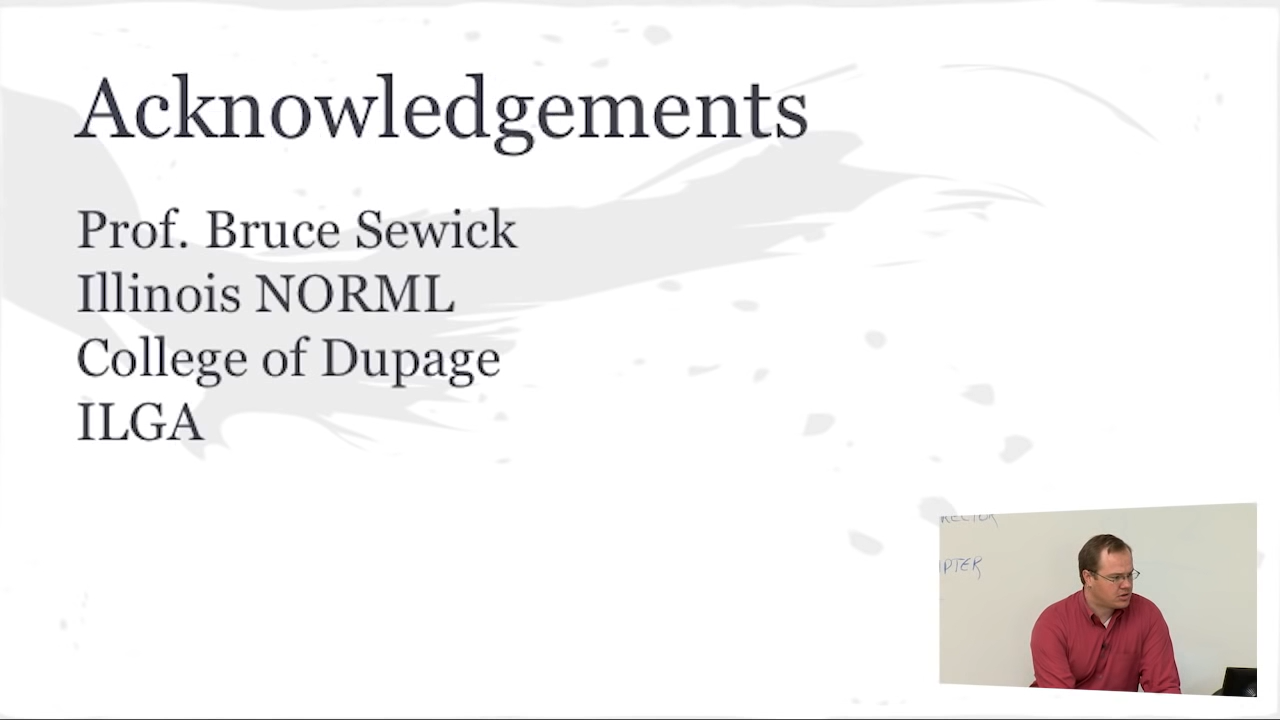 Acknowledgements
Prof. Bruce Sewick
Illinois NORML
College of Dupage
ILGA